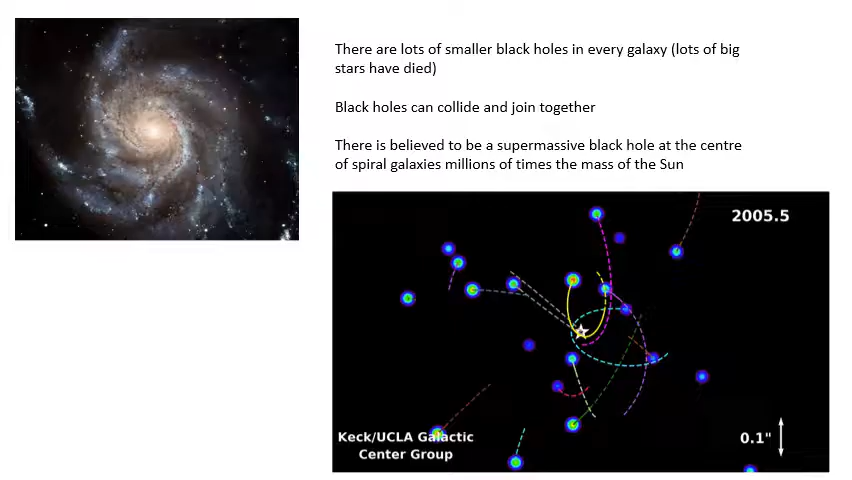 There are lots of smaller black holes in every galaxy (lots of big
stars have died)
Black holes can collide and join together
There is believed to be a supermassive black hole at the centre
of spiral galaxies millions of times the mass of the Sun
2005.5
Keck/UCLA Galactic
Center Group
0.1"